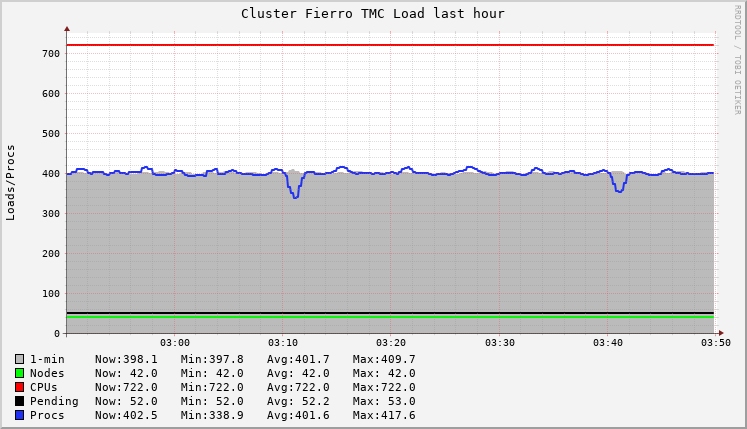 Cluster Fierro TMC Load last hour
RRDTOOL / TOBI OETIKER
Loads/Procs
700
600
500
400
300
200
100
0
03:00 03:10 03:20 03:30 03:40 03:50
1-min Now:398.1 Min:397.8 Avg:401.7 Max:409.7
Nodes Now: 42.0 Min: 42.0 Avg: 42.0 Max: 42.0
CPUs Now:722.0 Min:722.0 Avg:722.0 Max:722.0
Pending Now: 52.0 Min: 52.0 Avg: 52.2 Max: 53.0
Procs Now:402.5 Min:338.9 Avg:401.6 Max:417.6